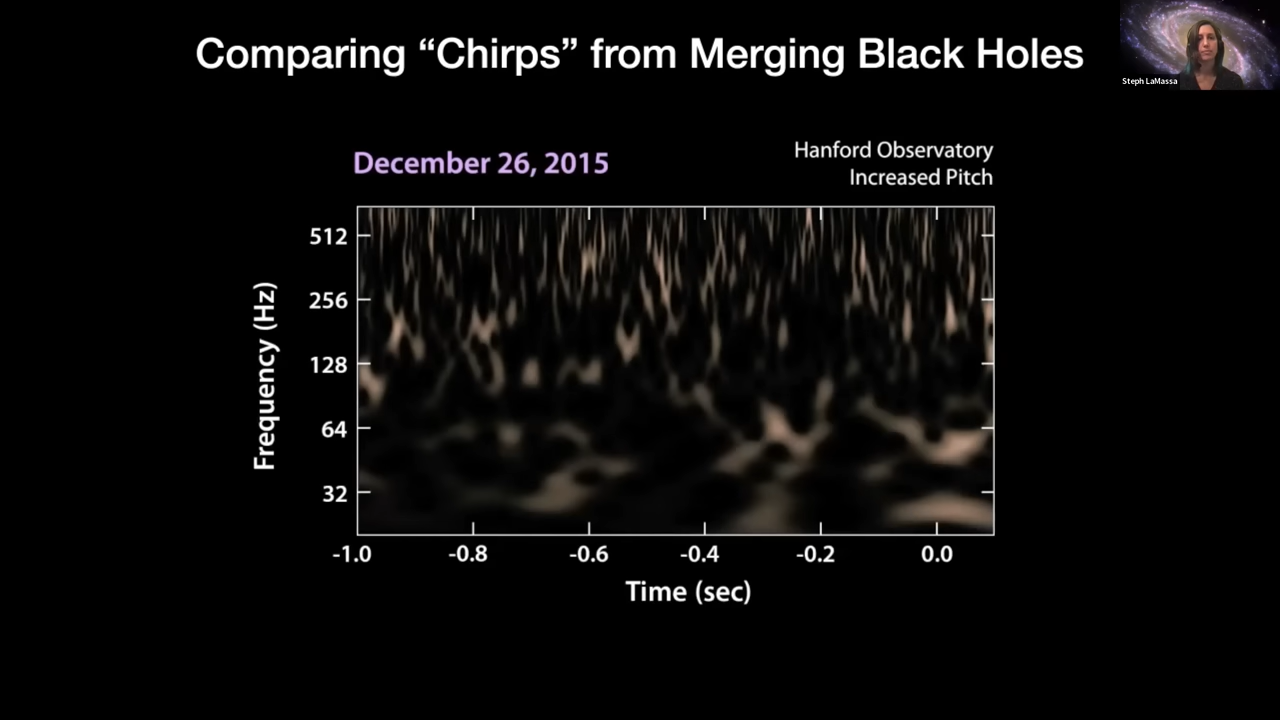 Comparing “Chirps” from Merging Black Holes
Steph LaMassa
December 26, 2015
Hanford Observatory
Increased Pitch
512
256
128
64
32
Frequency (Hz)
-1.0 -0.8 -0.6 -0.4 -0.2 0.0
Time (sec)